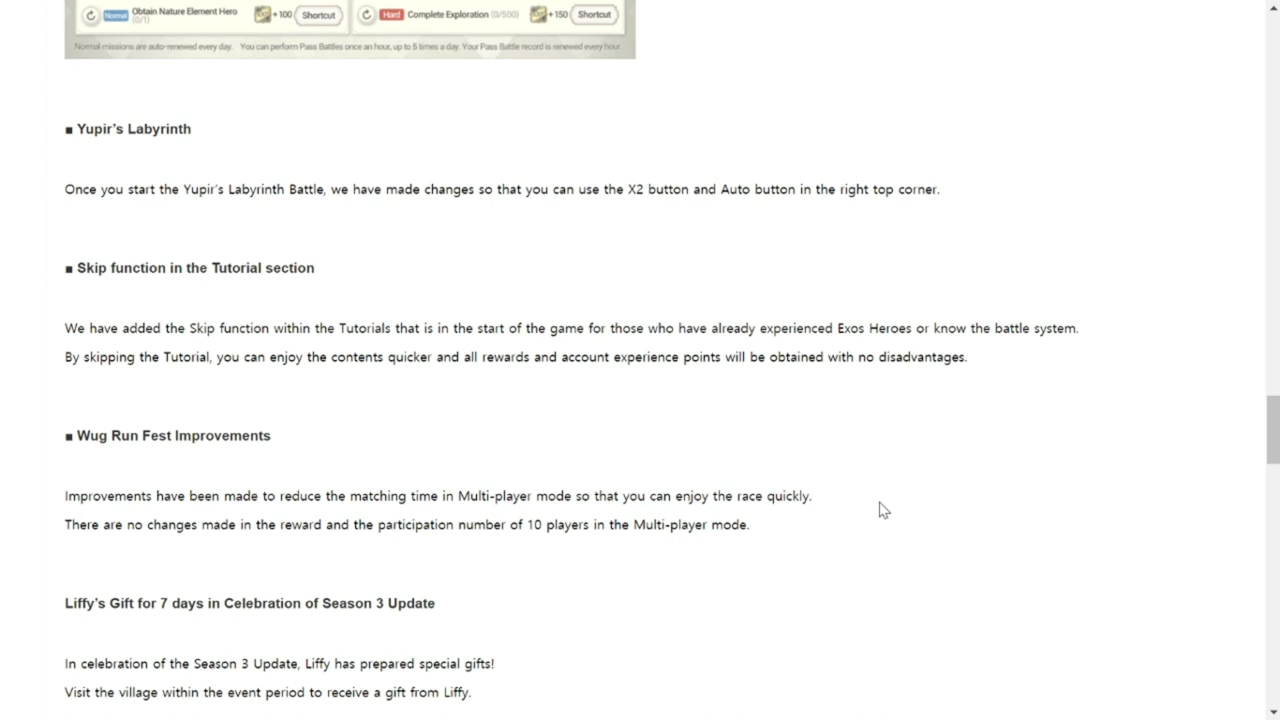 Normal Obtain Nature Element Hero (0/1) +100 Shortcut Hard Complete Exploration (0/500) +150 Shortcut
Normal missions are auto-renewed every day. You can perform Pass Battles once an hour, up to 5 times a day. Your Pass Battle record is renewed every hour
■ Yupir's Labyrinth
Once you start the Yupir's Labyrinth Battle, we have made changes so that you can use the X2 button and Auto button in the right top corner.
■ Skip function in the Tutorial section
We have added the Skip function within the Tutorials that is in the start of the game for those who have already experienced Exos Heroes or know the battle system.
By skipping the Tutorial, you can enjoy the contents quicker and all rewards and account experience points will be obtained with no disadvantages.
■ Wug Run Fest Improvements
Improvements have been made to reduce the matching time in Multi-player mode so that you can enjoy the race quickly.
There are no changes made in the reward and the participation number of 10 players in the Multi-player mode.
Liffy's Gift for 7 days in Celebration of Season 3 Update
In celebration of the Season 3 Update, Liffy has prepared special gifts!
Visit the village within the event period to receive a gift from Liffy.